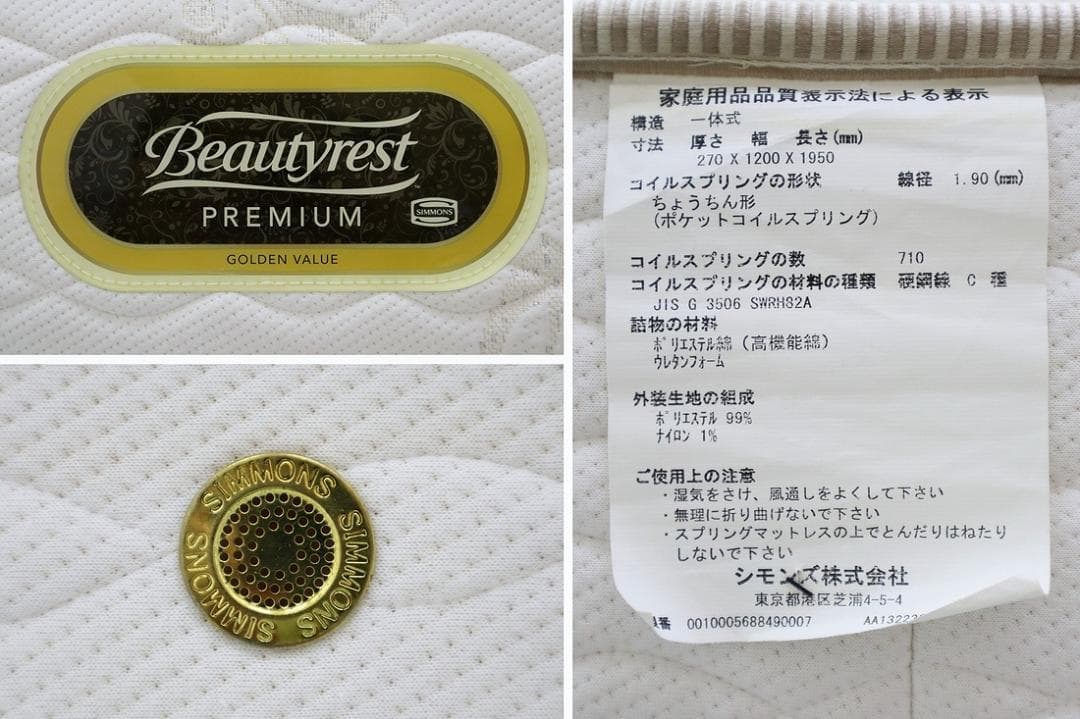 Beautyrest
PREMIUM
SIMMONS
GOLDEN VALUE
SIMMONS
SIMMONS
SIMMONS
SIMMONS
家庭用品品質表示法による表示
構造 一体式
寸法 厚さ 幅 長さ(mm)
270 X 1200 X 1950
コイルスプリングの形状 線径 1.90(mm)
ちょうちん形
(ポケットコイルスプリング)
コイルスプリングの数 710
コイルスプリングの材料の種類 硬鋼線 C 種
JIS G 3506 SWRH82A
詰物の材料
ポリエステル綿(高機能綿)
ウレタンフォーム
外装生地の組成
ポリエステル 99%
ナイロン 1%
ご使用上の注意
・湿気をさけ、風通しをよくして下さい
・無理に折り曲げないで下さい
・スプリングマットレスの上でとんだりはねたり
しないで下さい
シモンズ株式会社
東京都港区芝浦4-5-4
番 0010005688490007 AA13222